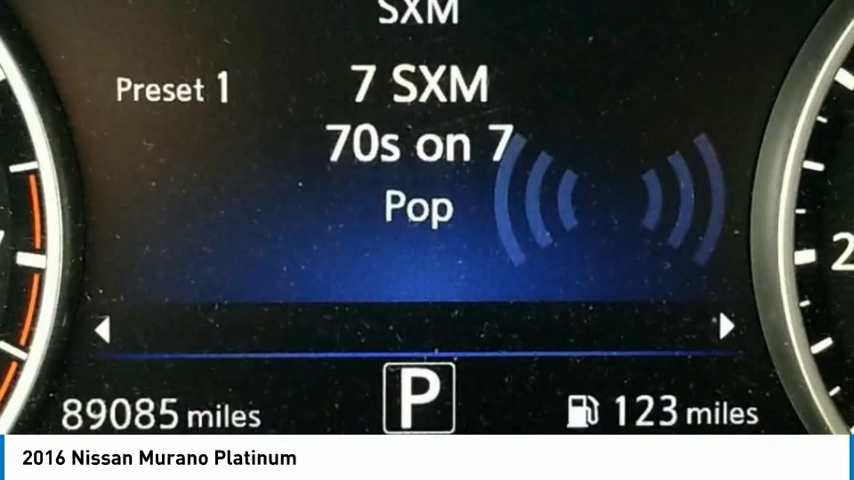 SXM
Preset 1
7 SXM
70s on 7
Pop
P
89085 miles
123 miles
2016 Nissan Murano Platinum